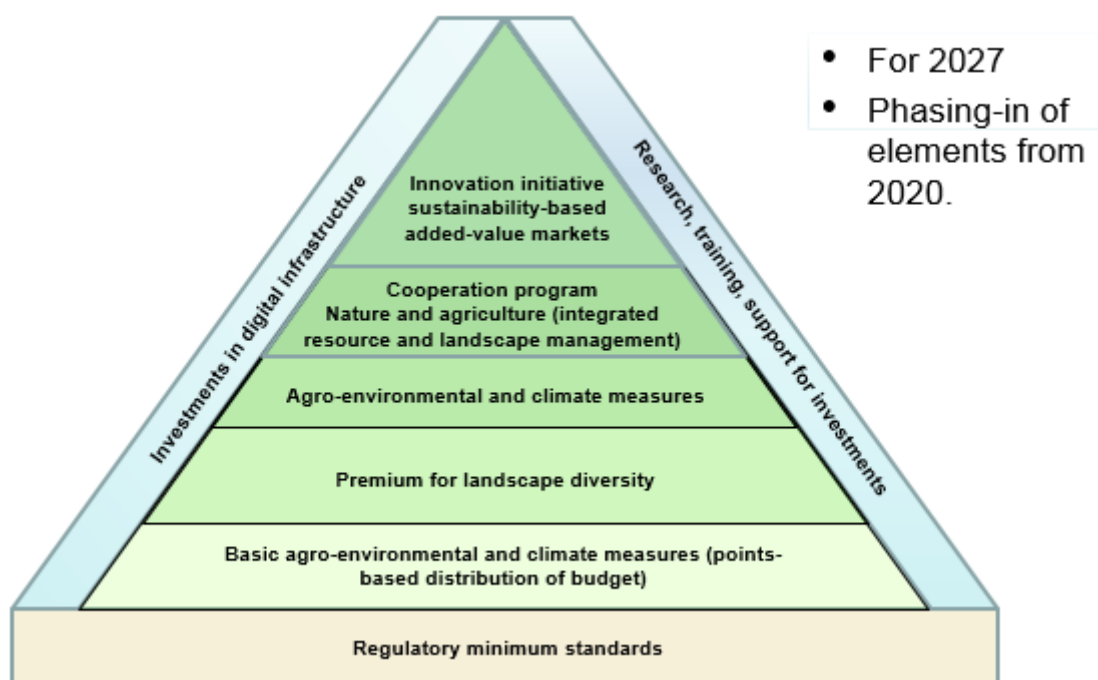 • For 2027
• Phasing-in of
elements from
2020.
Investments in digital infrastructure
Research, training, support for investments
Innovation initiative
sustainability-based
added-value markets
Cooperation program
Nature and agriculture (integrated
resource and landscape management)
Agro-environmental and climate measures
Premium for landscape diversity
Basic agro-environmental and climate measures (points-
based distribution of budget)
Regulatory minimum standards